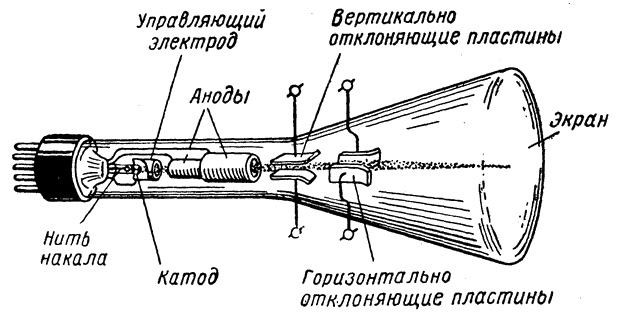 Управляющий
электрод
Вертикально
отклоняющие пластины
Аноды
Экран
Нить
накала
Катод
Горизонтально
отклоняющие пластины